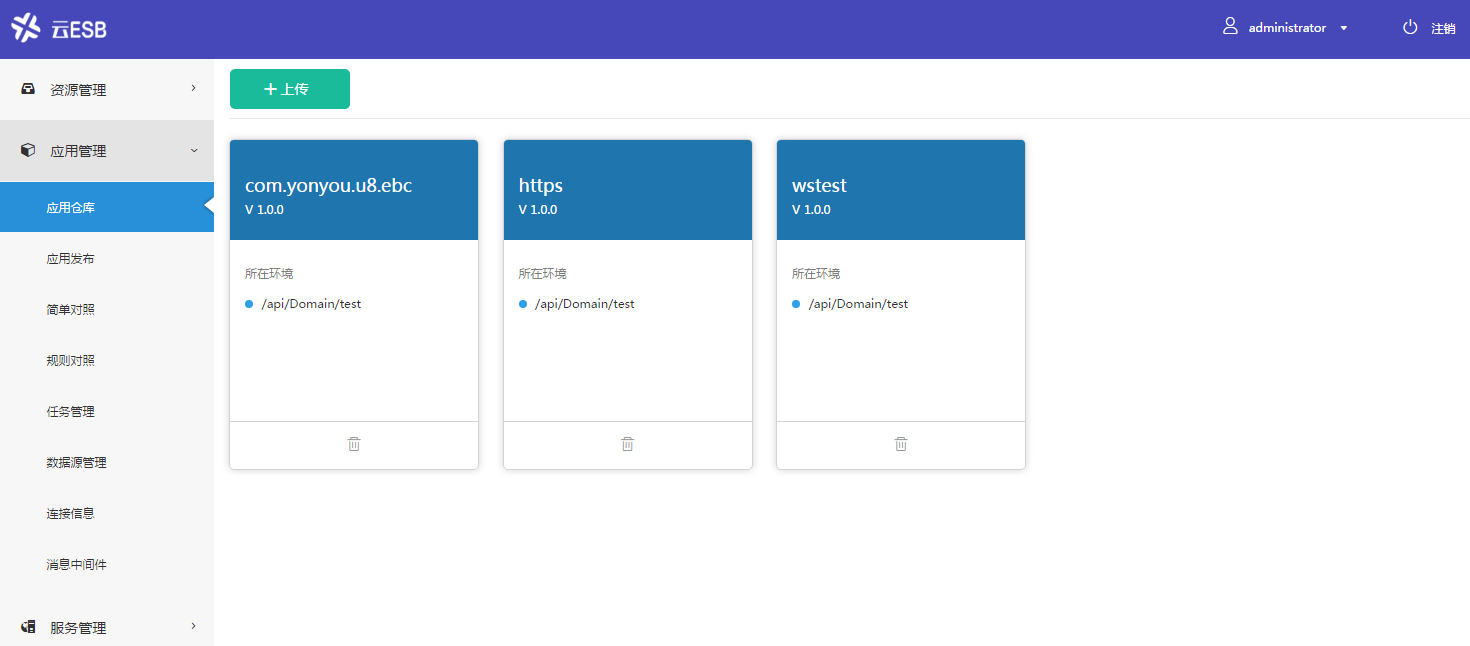 云ESB
administrator
注销
资源管理
应用管理
应用仓库
应用发布
简单对照
规则对照
任务管理
数据源管理
连接信息
消息中间件
服务管理
上传
com.yonyou.u8.ebc
V 1.0.0
所在环境
/api/Domain/test
https
V 1.0.0
所在环境
/api/Domain/test
wstest
V 1.0.0
所在环境
/api/Domain/test